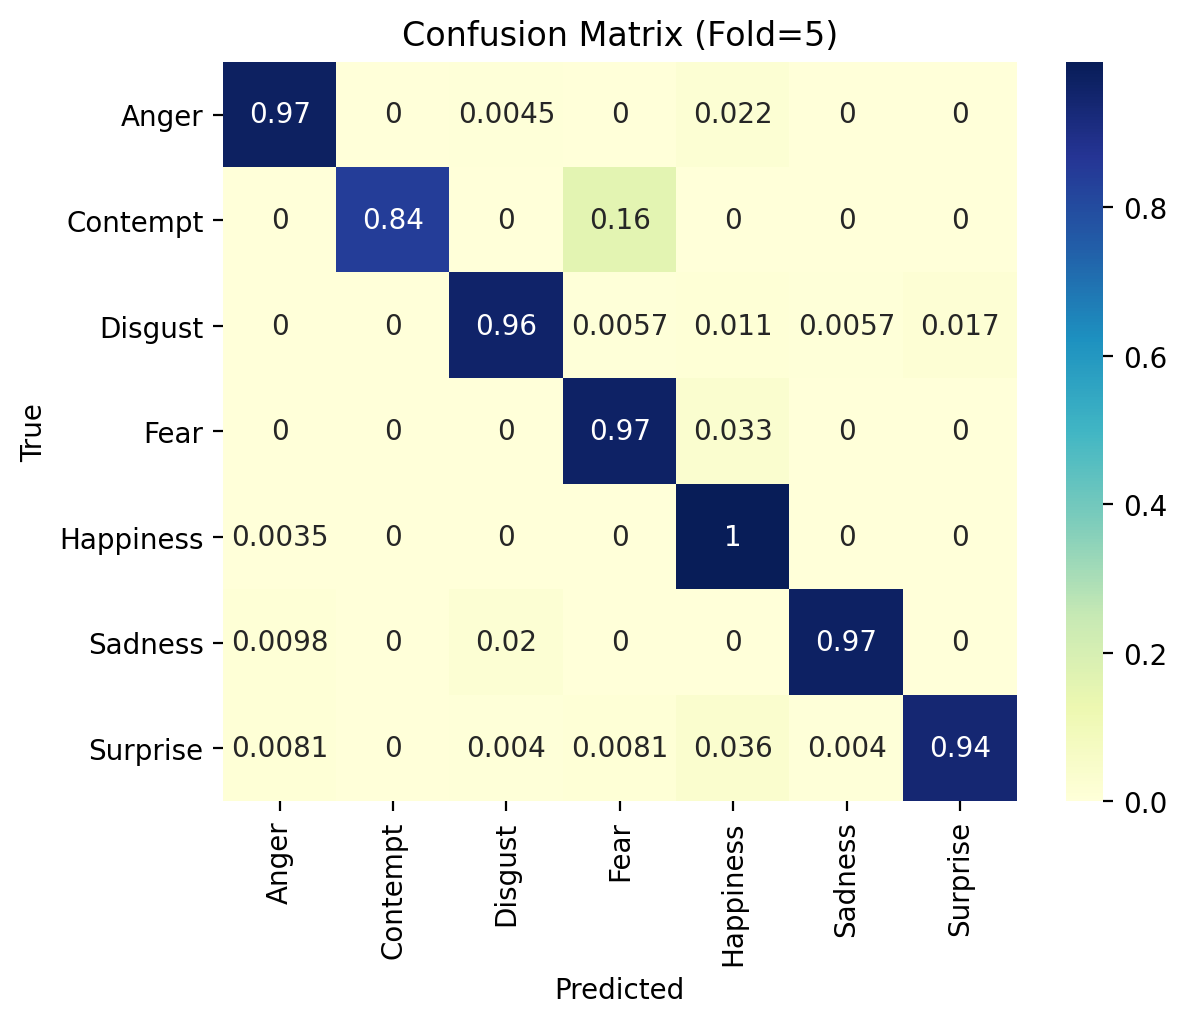 Confusion Matrix (Fold=5)
Anger 0.97 0 0.0045 0 0.022 0 0
Contempt 0 0.84 0 0.16 0 0 0
0.8
Disgust 0 0 0.96 0.0057 0.011 0.0057 0.017
0.6
True
Fear 0 0 0 0.97 0.033 0 0
0.4
Happiness 0.0035 0 0 0 1 0 0
Sadness 0.0098 0 0.02 0 0 0.97 0
0.2
Surprise 0.0081 0 0.004 0.0081 0.036 0.004 0.94
0.0
Anger Contempt Disgust Fear Happiness Sadness Surprise
Predicted